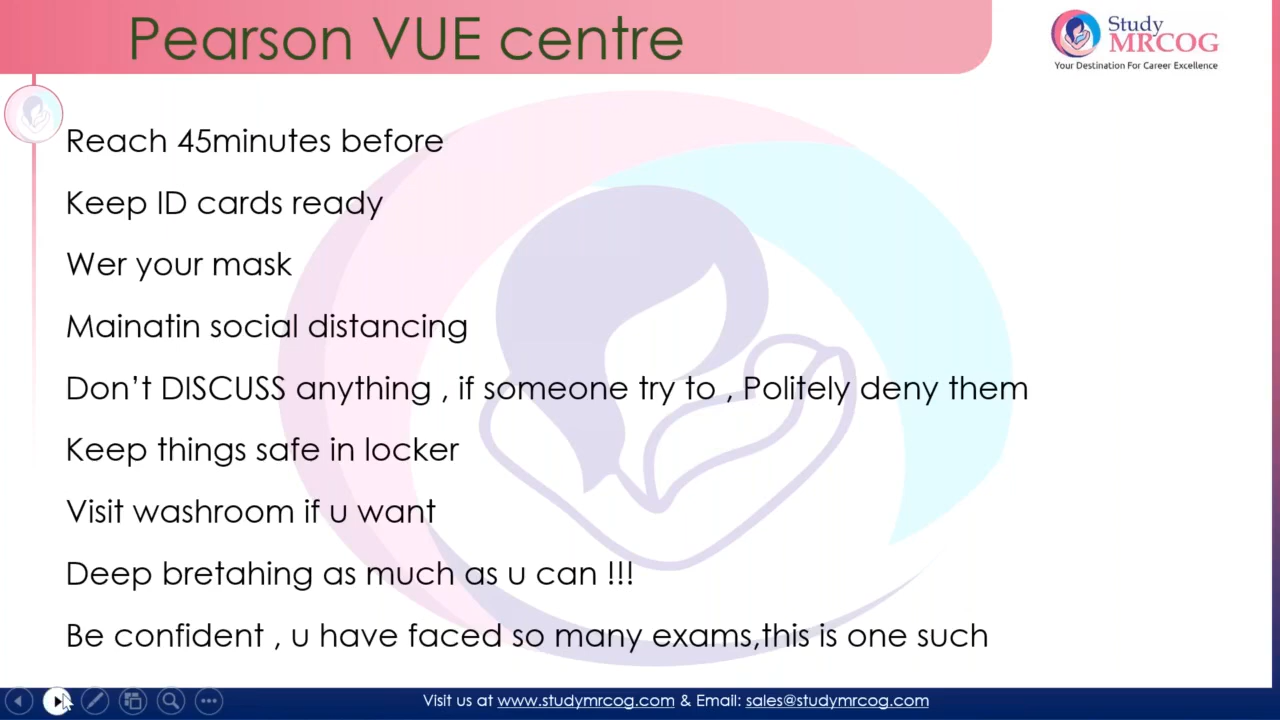 Pearson VUE centre
Study
MRCOG
Your Destination For Career Excellence
Reach 45minutes before
Keep ID cards ready
Wer your mask
Mainatin social distancing
Don’t DISCUSS anything , if someone try to , Politely deny them
Keep things safe in locker
Visit washroom if u want
Deep bretahing as much as u can !!!
Be confident , u have faced so many exams,this is one such
Visit us at www.studymrcog.com & Email: sales@studymrcog.com